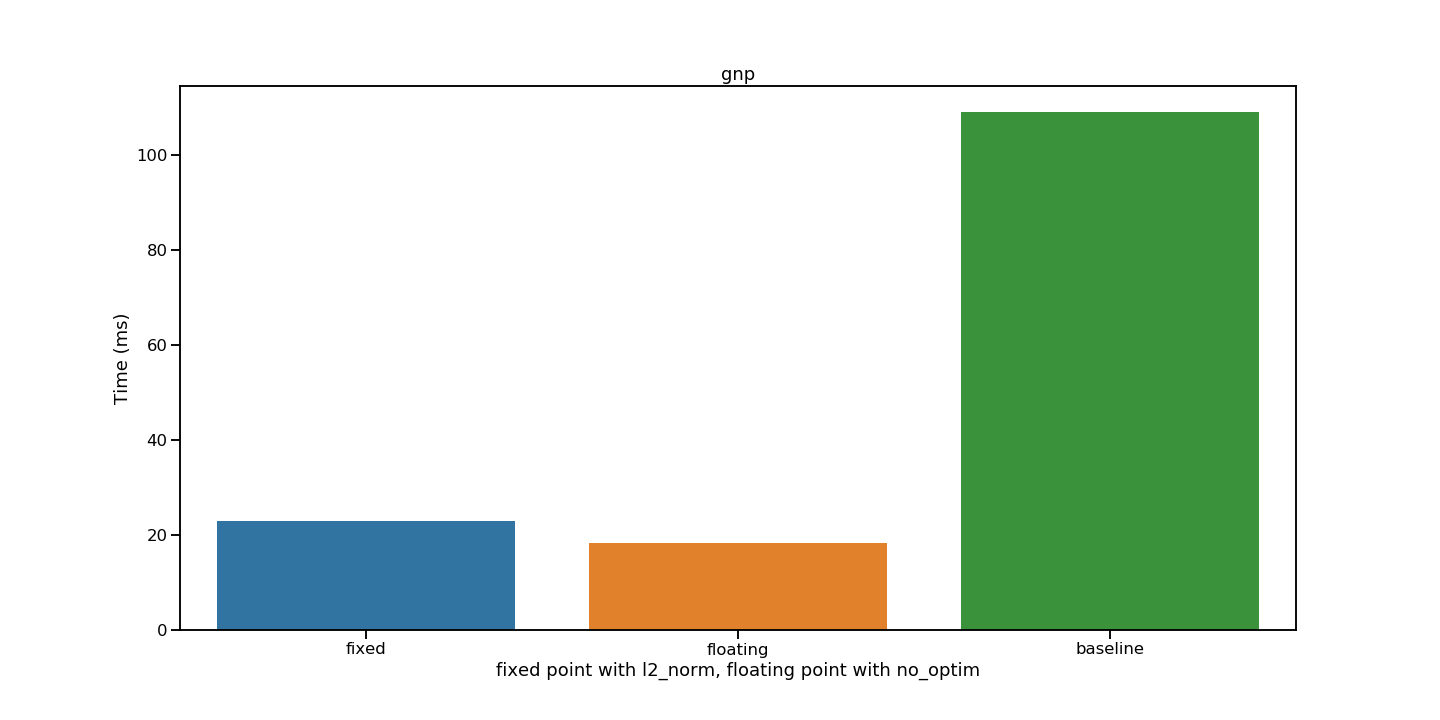 gnp
Time (ms)
100
80
60
40
20
0
fixed
floating
baseline
fixed point with l2_norm, floating point with no_optim